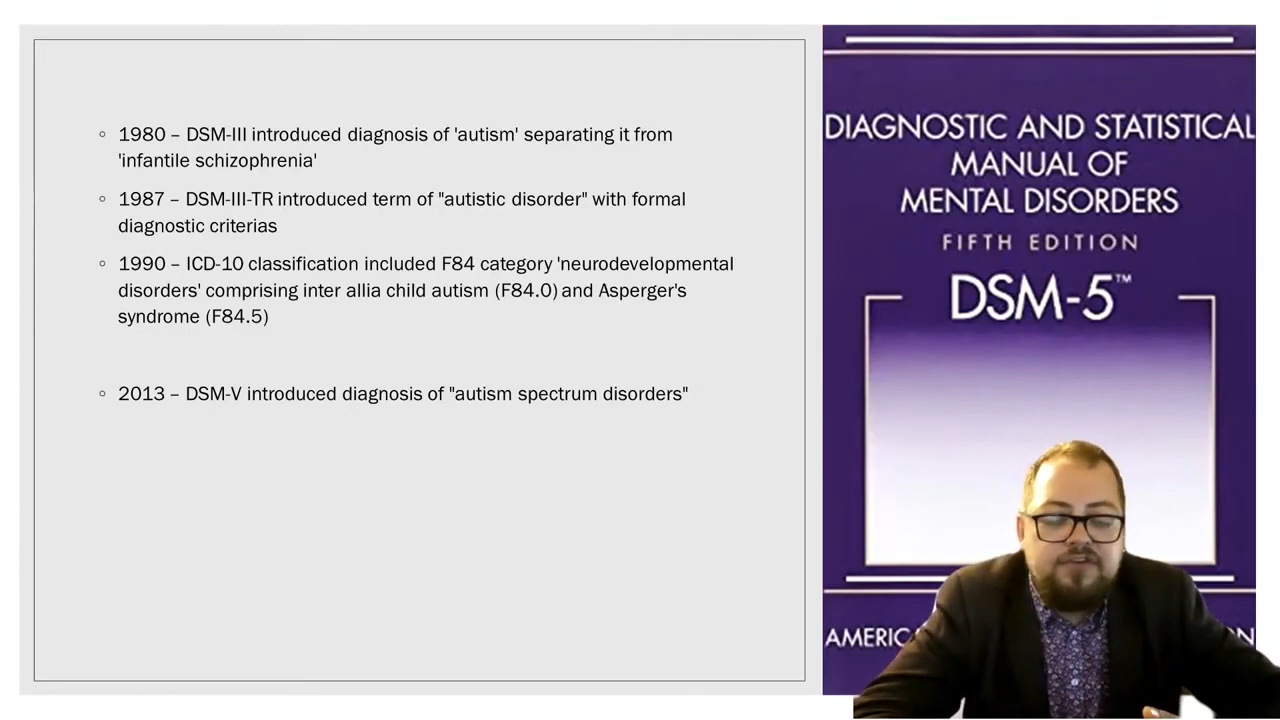 ◦ 1980 – DSM-III introduced diagnosis of 'autism' separating it from
'infantile schizophrenia'
◦ 1987 – DSM-III-TR introduced term of "autistic disorder" with formal
diagnostic criterias
◦ 1990 – ICD-10 classification included F84 category 'neurodevelopmental
disorders' comprising inter allia child autism (F84.0) and Asperger's
syndrome (F84.5)
◦ 2013 – DSM-V introduced diagnosis of "autism spectrum disorders"
DIAGNOSTIC AND STATISTICAL
MANUAL OF
MENTAL DISORDERS
FIFTH EDITION
DSM-5™